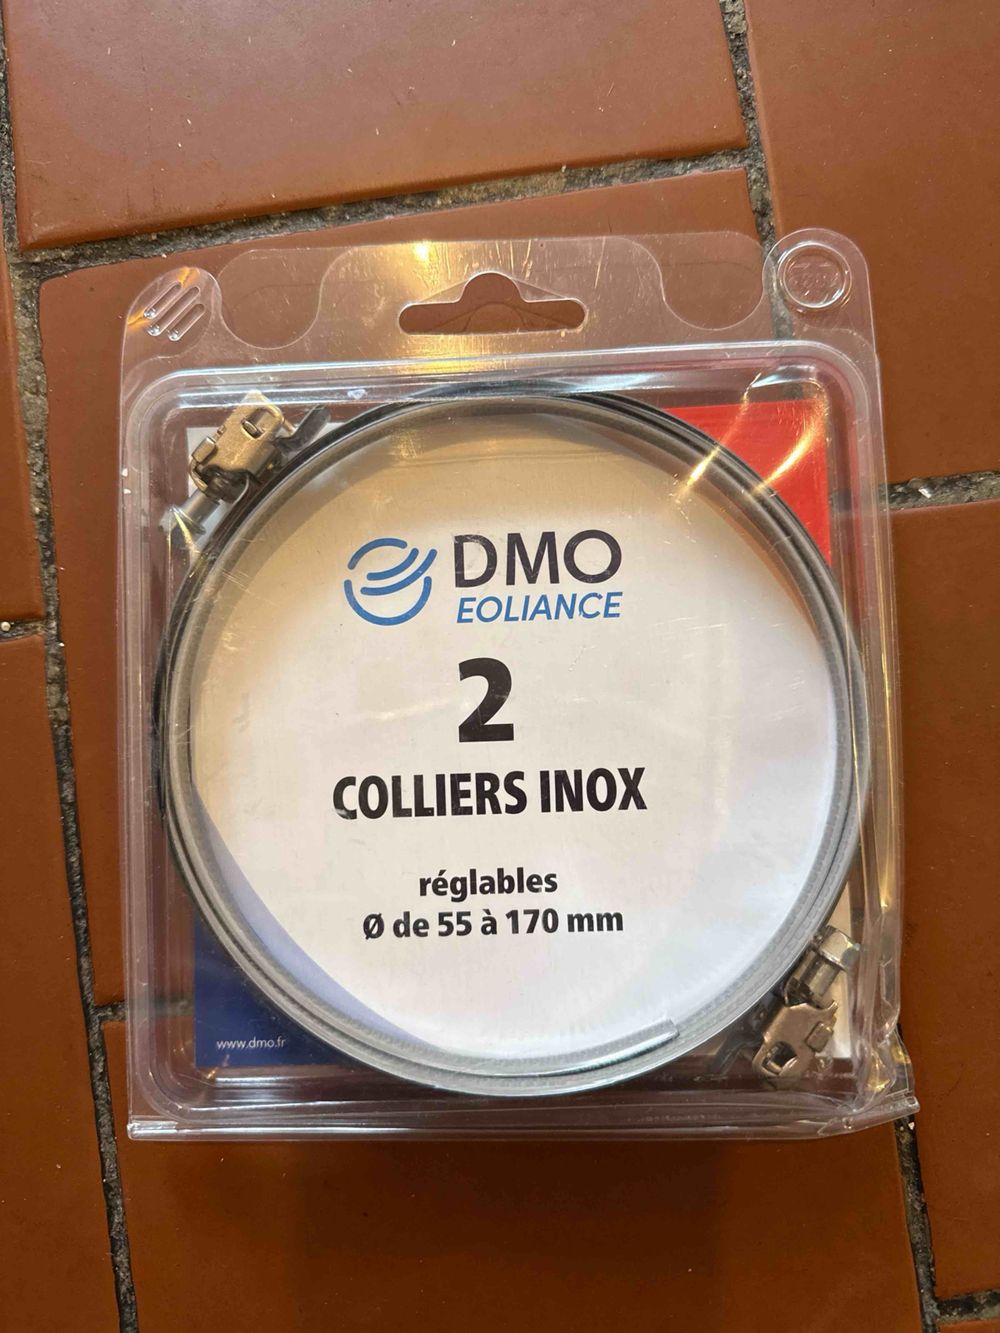 DMO
EOLIANCE
2
COLLIERS INOX
réglables
Ø de 55 à 170 mm
www.dmo.fr